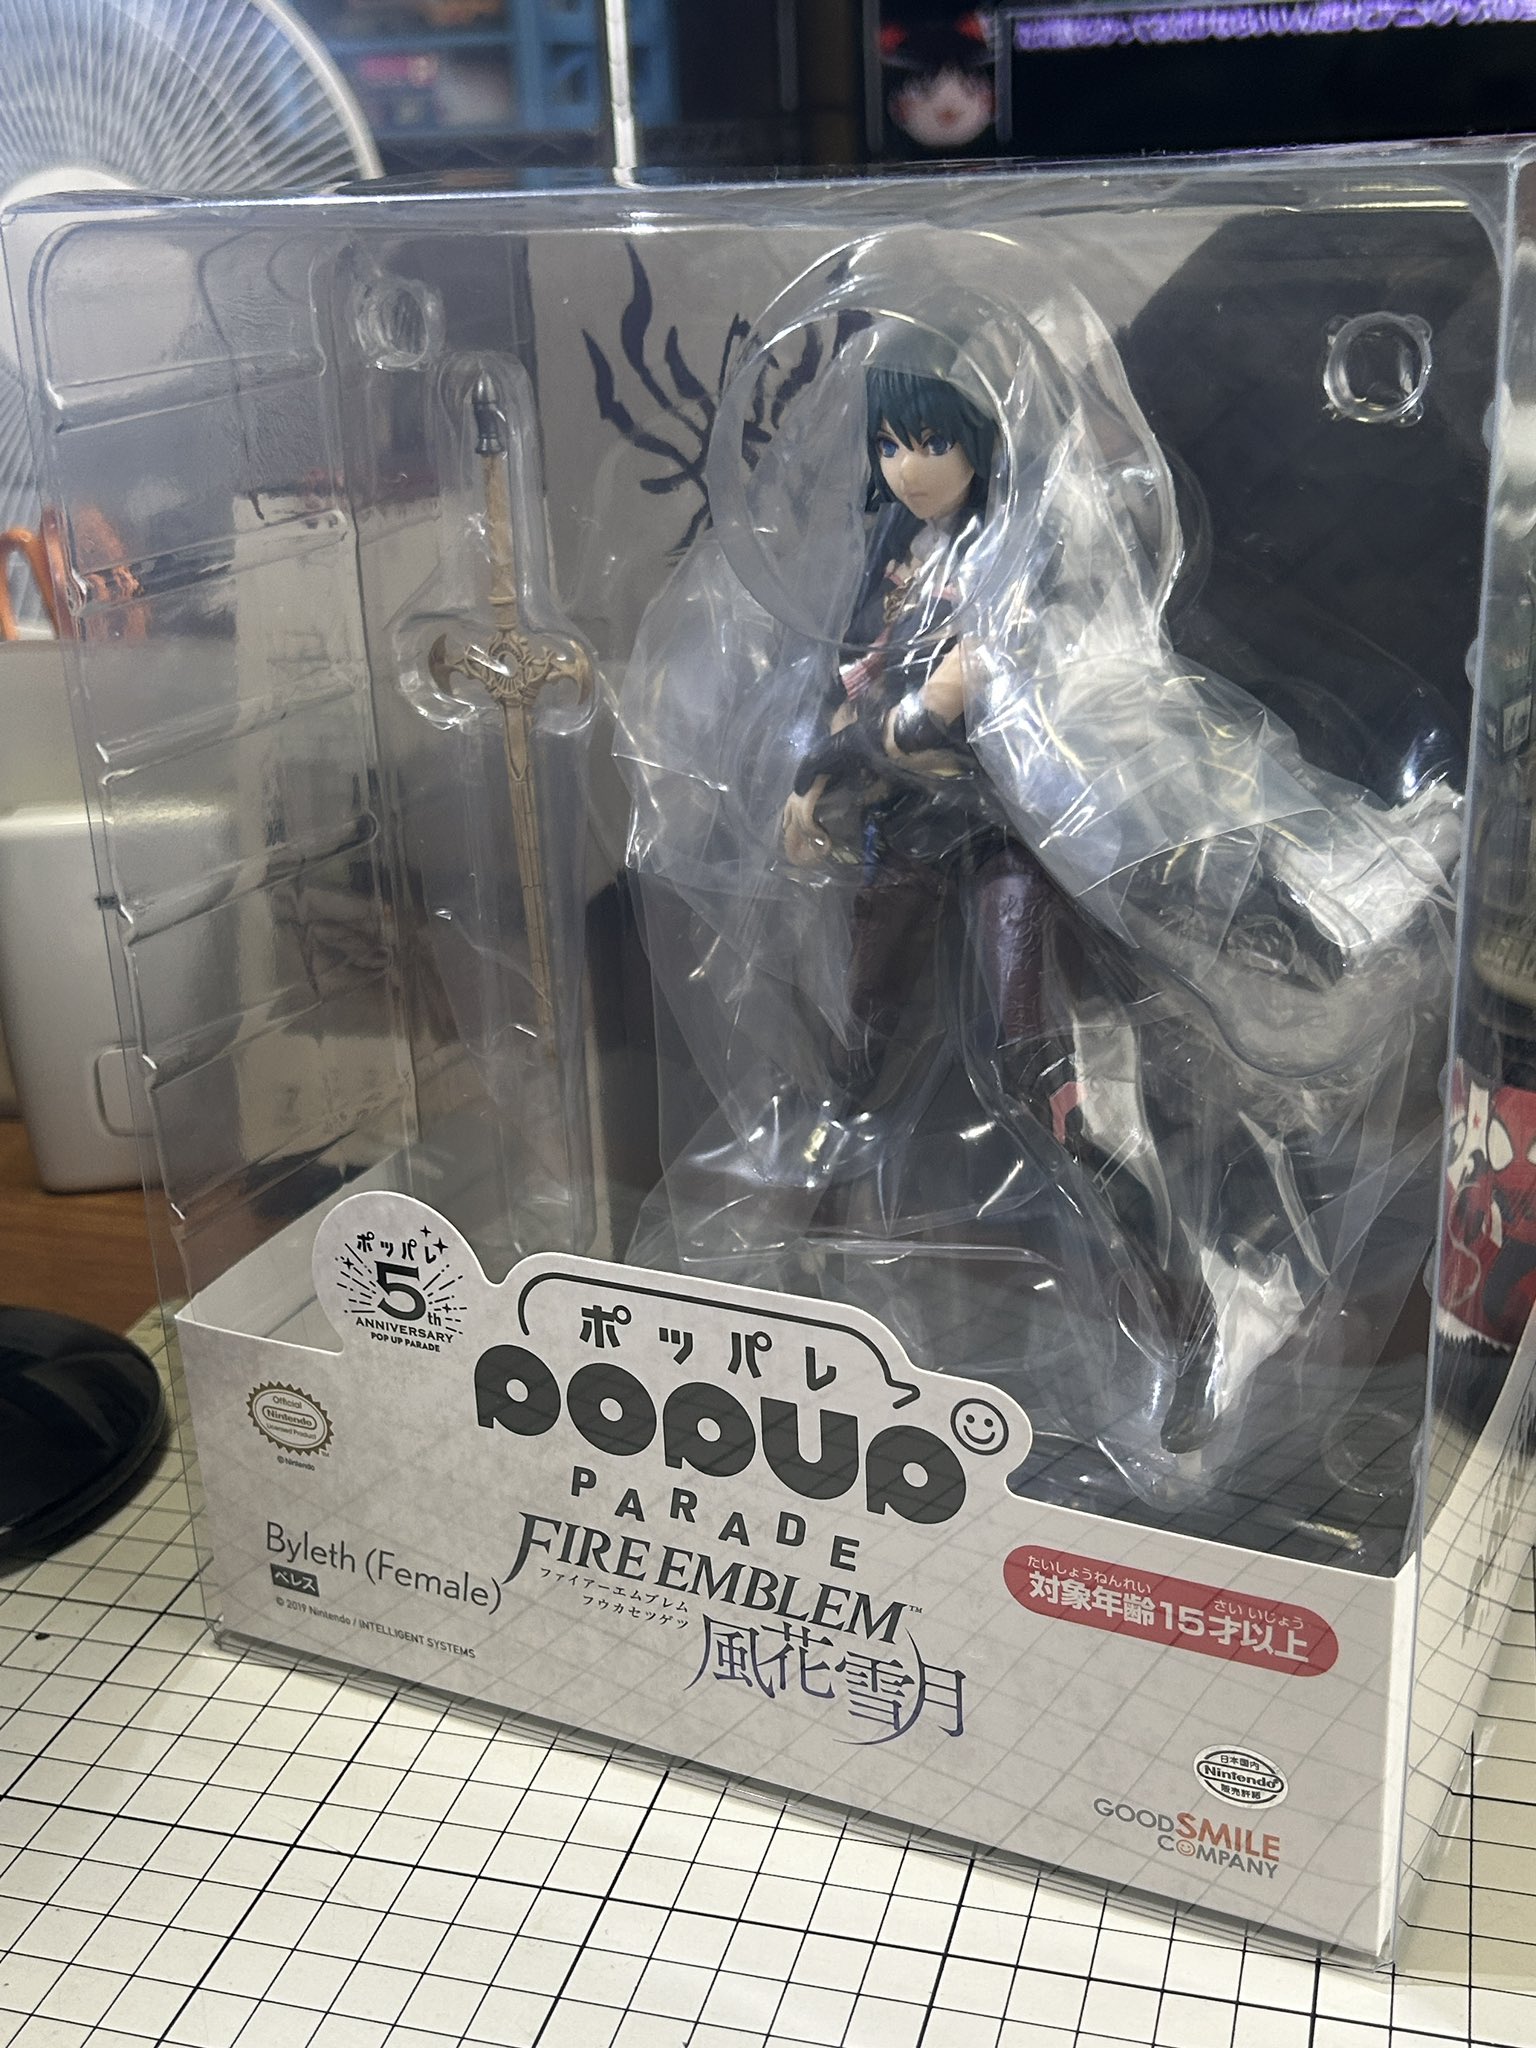 ポッパレ
5th
ANNIVERSARY
POP UP PARADE
ポッパレ
POPUP
PARADE
Official
Nintendo
Licensed Product
© Nintendo
FIRE EMBLEM™
ファイアーエムブレム
フウカセツゲツ
風花雪月
Byleth (Female)
ベレス
© 2019 Nintendo / INTELLIGENT SYSTEMS
たいしょうねんれい さい いじょう
対象年齢15才以上
日本国内
Nintendo
販売許諾
GOOD SMILE
COMPANY